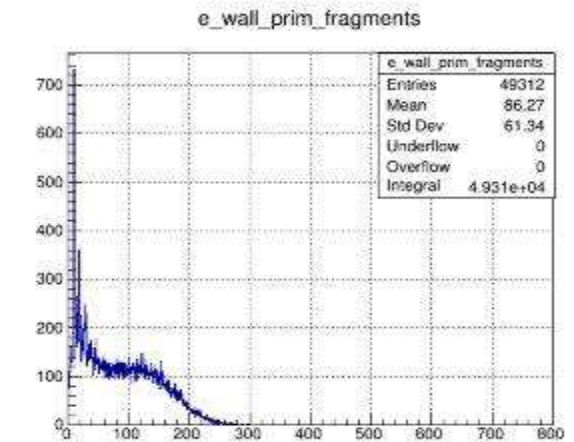 e_wall_prim_fragments
e_wall_prim_fragments
Entries 49312
Mean 86.27
Std Dev 61.34
Underflow 0
Overflow 0
Integral 4.931e+04
700
600
500
400
300
200
100
0
0 100 200 300 400 500 600 700 800